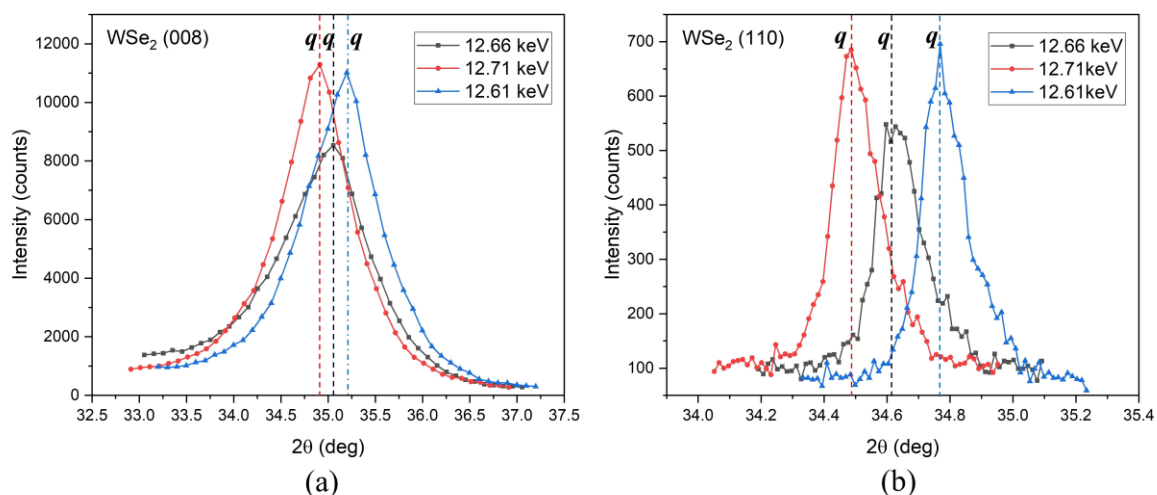 WSe₂ (008)
q q q
12.66 keV
12.71 keV
12.61 keV
Intensity (counts)
12000
10000
8000
6000
4000
2000
0
32.5 33.0 33.5 34.0 34.5 35.0 35.5 36.0 36.5 37.0 37.5
2θ (deg)
(a)
WSe₂ (110)
q q q
12.66 keV
12.71keV
12.61keV
Intensity (counts)
700
600
500
400
300
200
100
34.0 34.2 34.4 34.6 34.8 35.0 35.2 35.4
2θ (deg)
(b)